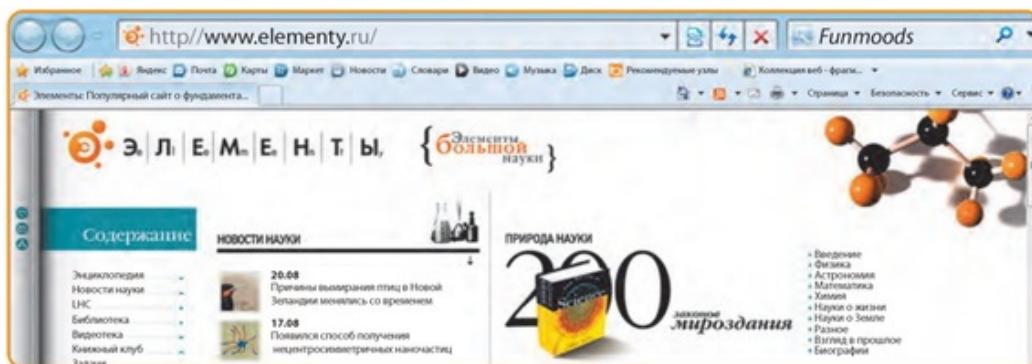 http//www.elementy.ru/
Funmoods
Избранное Яндекс Почта Карты Маркет Новости Словари Видео Музыка Диск Рекомендуемые узлы Коллекция веб - фрагм...
Элементы: Популярный сайт о фундамента...
Страница Безопасность Сервис
Э Л Е М Е Н Т Ы
{Элементы
большой
науки}
Содержание
Энциклопедия
Новости науки
LHC
Библиотека
Видеотека
Книжный клуб
Задачи
НОВОСТИ НАУКИ
20.08
Причины вымирания птиц в Новой
Зеландии менялись со временем
17.08
Появился способ получения
нецентросимметричных наночастиц
ПРИРОДА НАУКИ
200
законов
мироздания
Введение
Физика
Астрономия
Математика
Химия
Науки о жизни
Науки о Земле
Разное
Взгляд в прошлое
Биографии